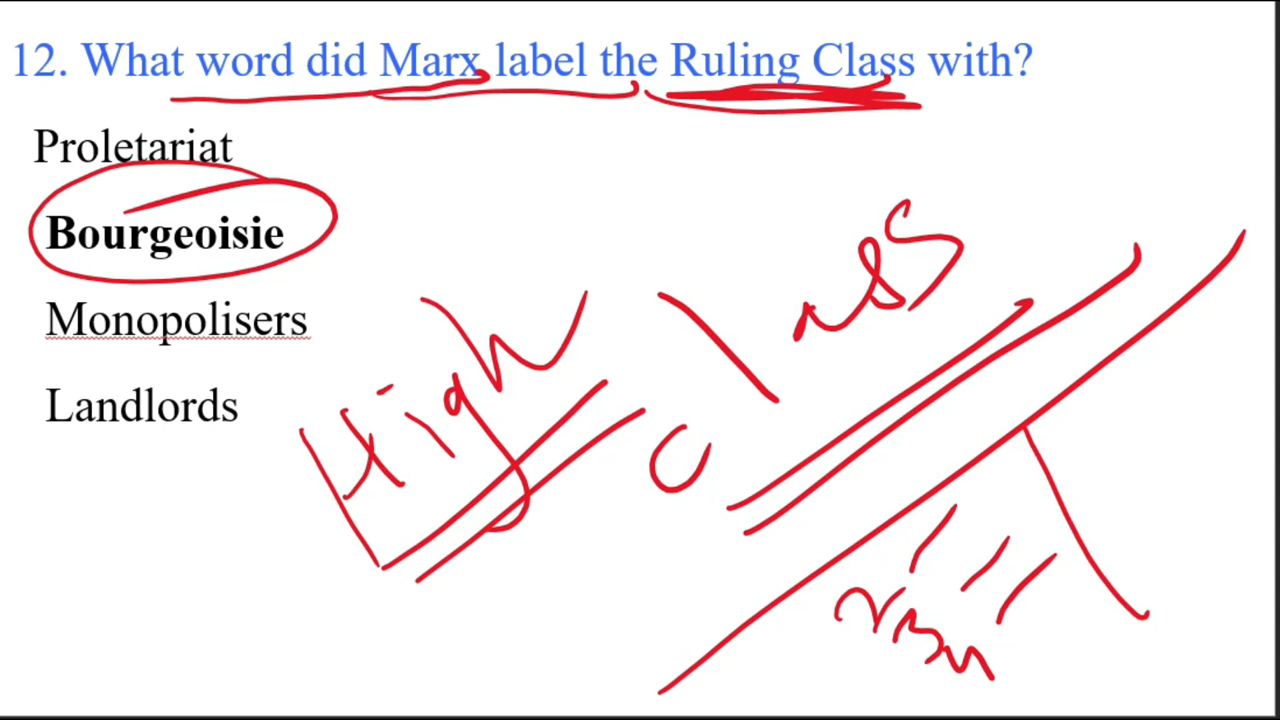 12. What word did Marx label the Ruling Class with?
Proletariat
Bourgeoisie
Monopolisers
Landlords
High class